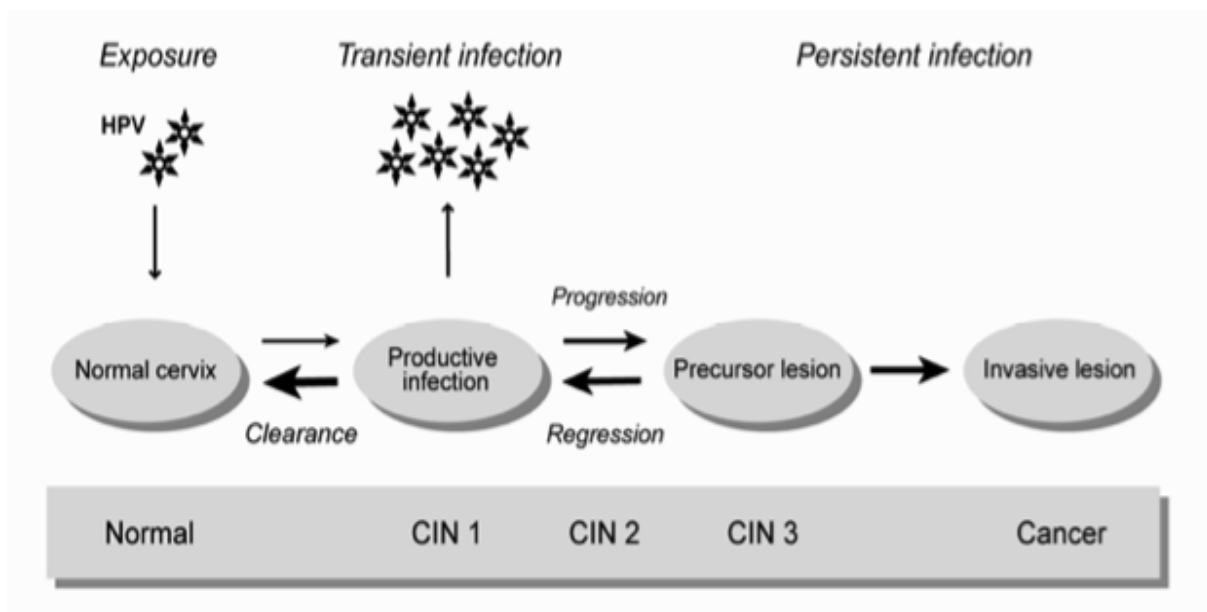 Exposure
Transient infection
Persistent infection
HPV
Progression
Normal cervix
Productive
infection
Precursor lesion
Invasive lesion
Clearance
Regression
Normal
CIN 1
CIN 2
CIN 3
Cancer